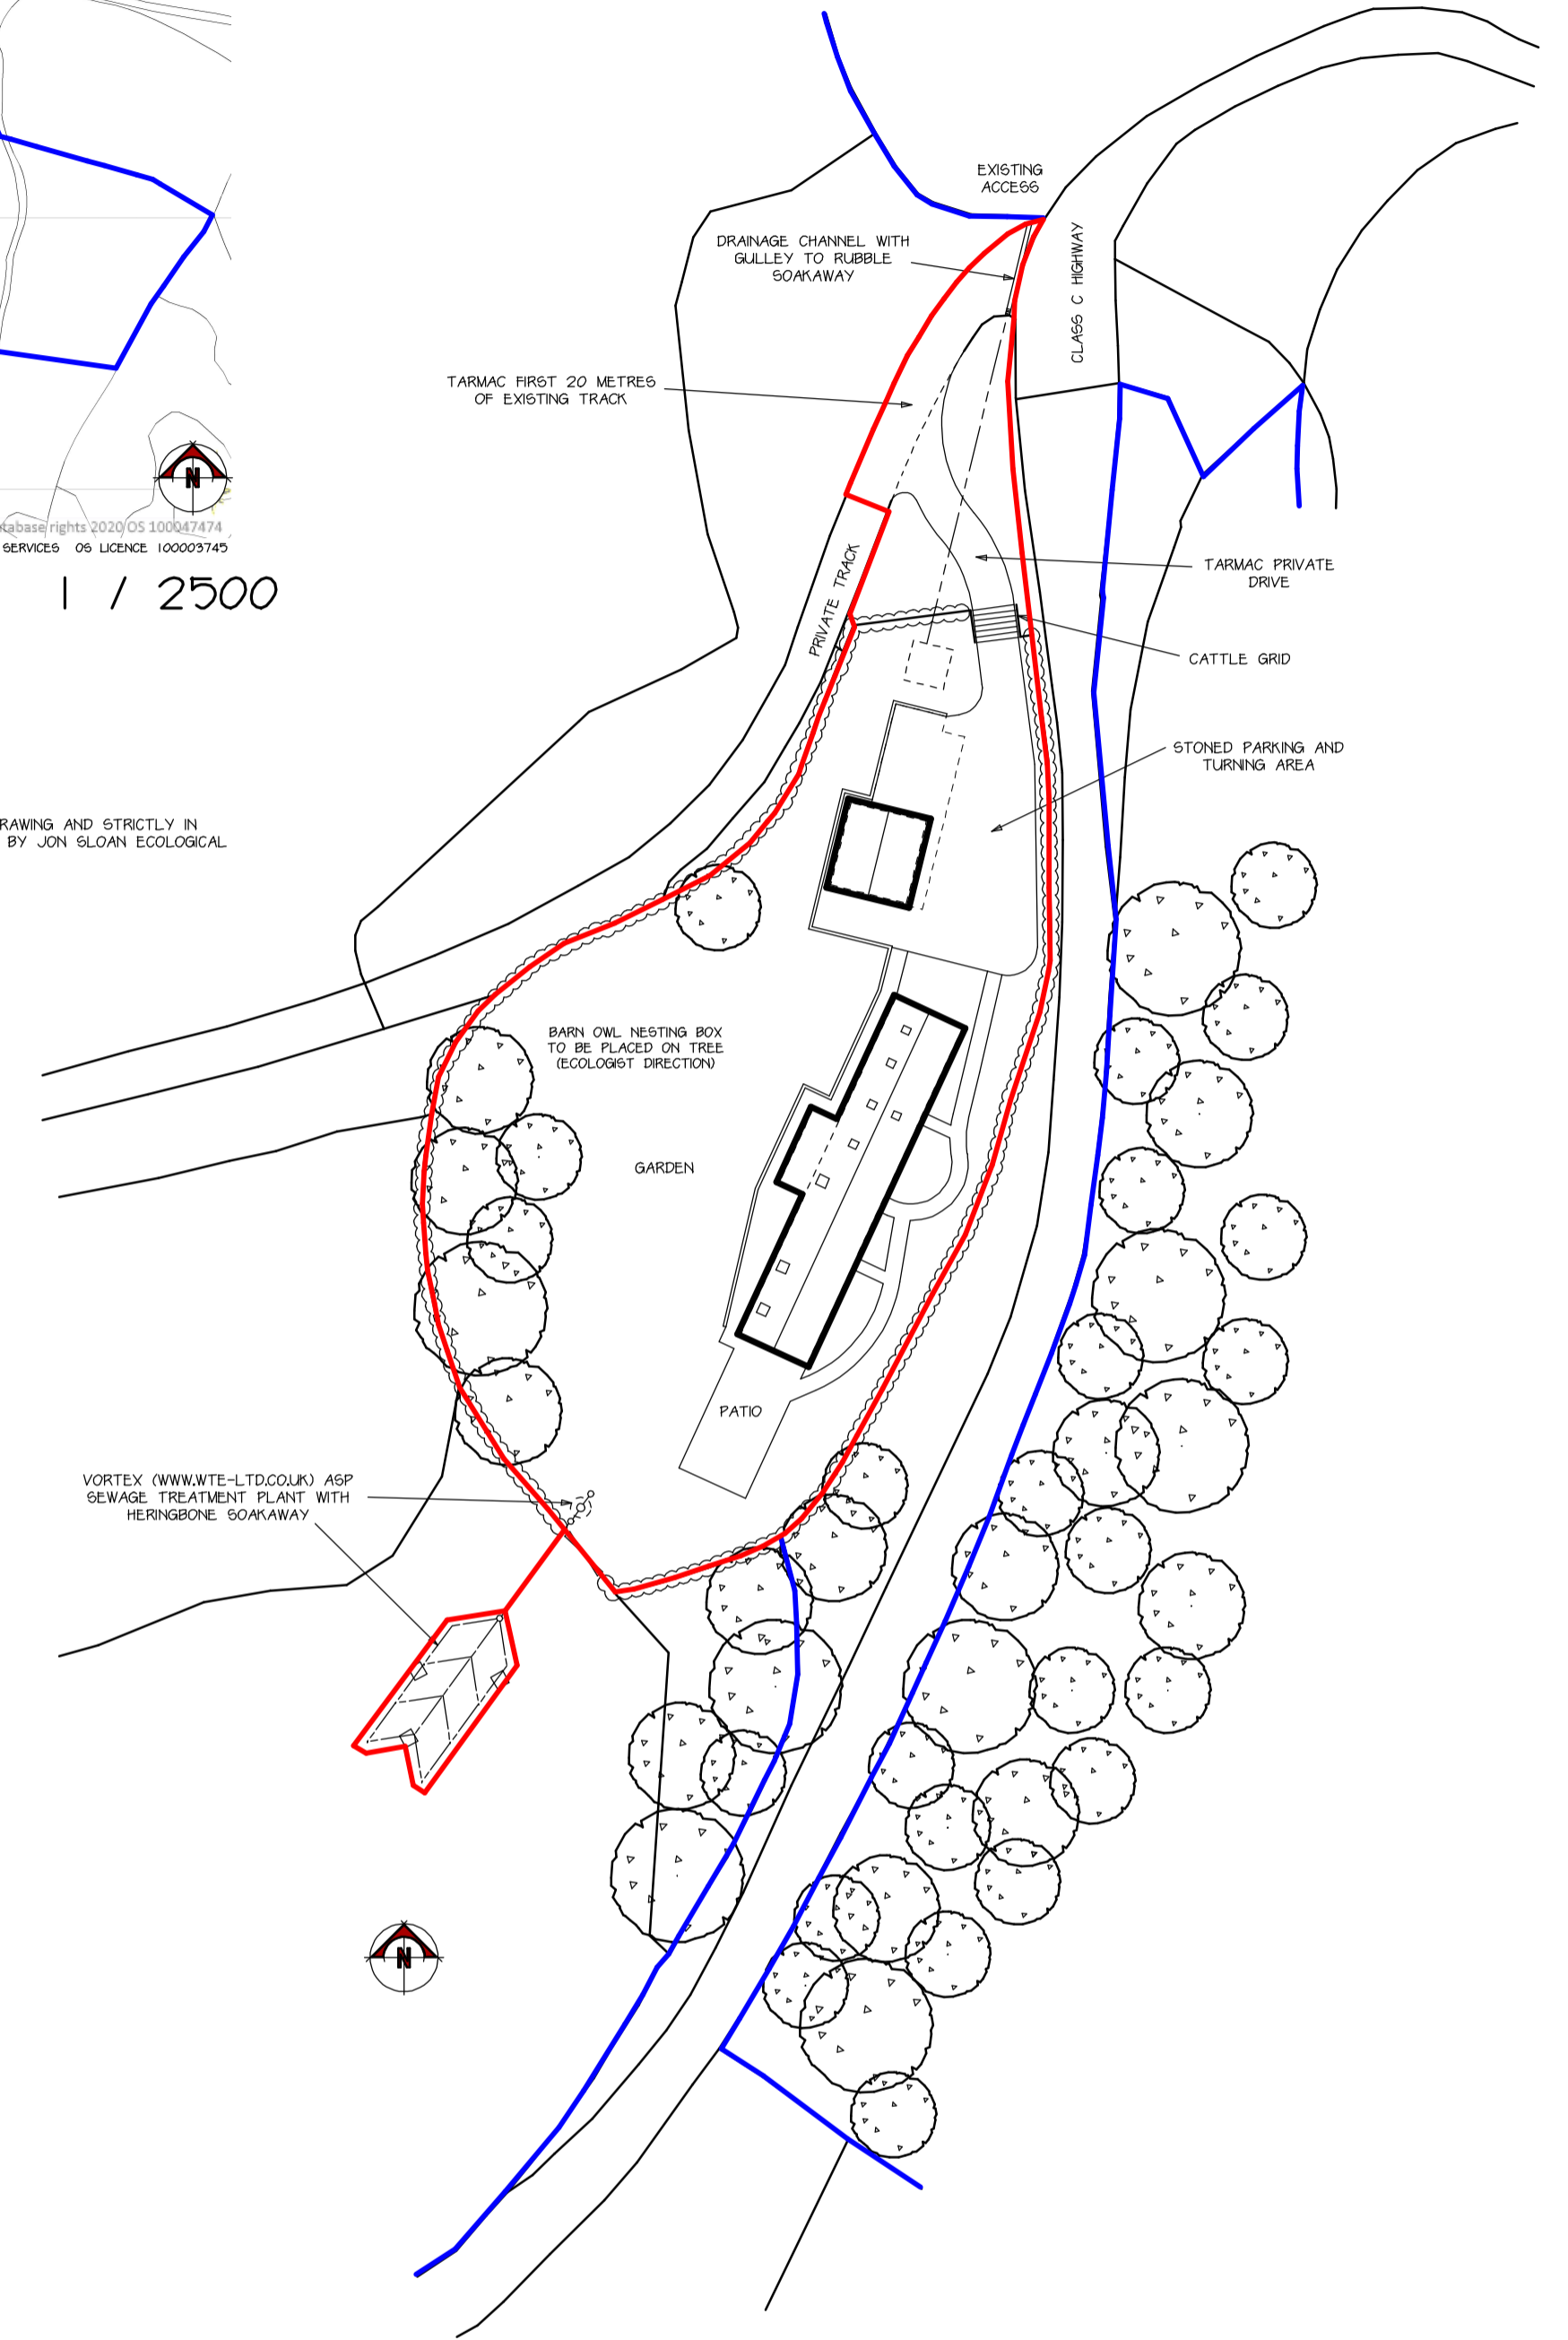 EXISTING
ACCESS
DRAINAGE CHANNEL WITH
GULLEY TO RUBBLE
SOAKAWAY
CLASS C HIGHWAY
TARMAC FIRST 20 METRES
OF EXISTING TRACK
N
rights 2020 OS 100047474
SERVICES OS LICENCE 100003745
1 / 2500
PRIVATE TRACK
TARMAC PRIVATE
DRIVE
CATTLE GRID
STONED PARKING AND
TURNING AREA
AND STRICTLY IN
BY JON SLOAN ECOLOGICAL
BARN OWL NESTING BOX
TO BE PLACED ON TREE
(ECOLOGIST DIRECTION)
GARDEN
PATIO
VORTEX (WWW.WTE-LTD.CO.UK) ASP
SEWAGE TREATMENT PLANT WITH
HERINGBONE SOAKAWAY
N